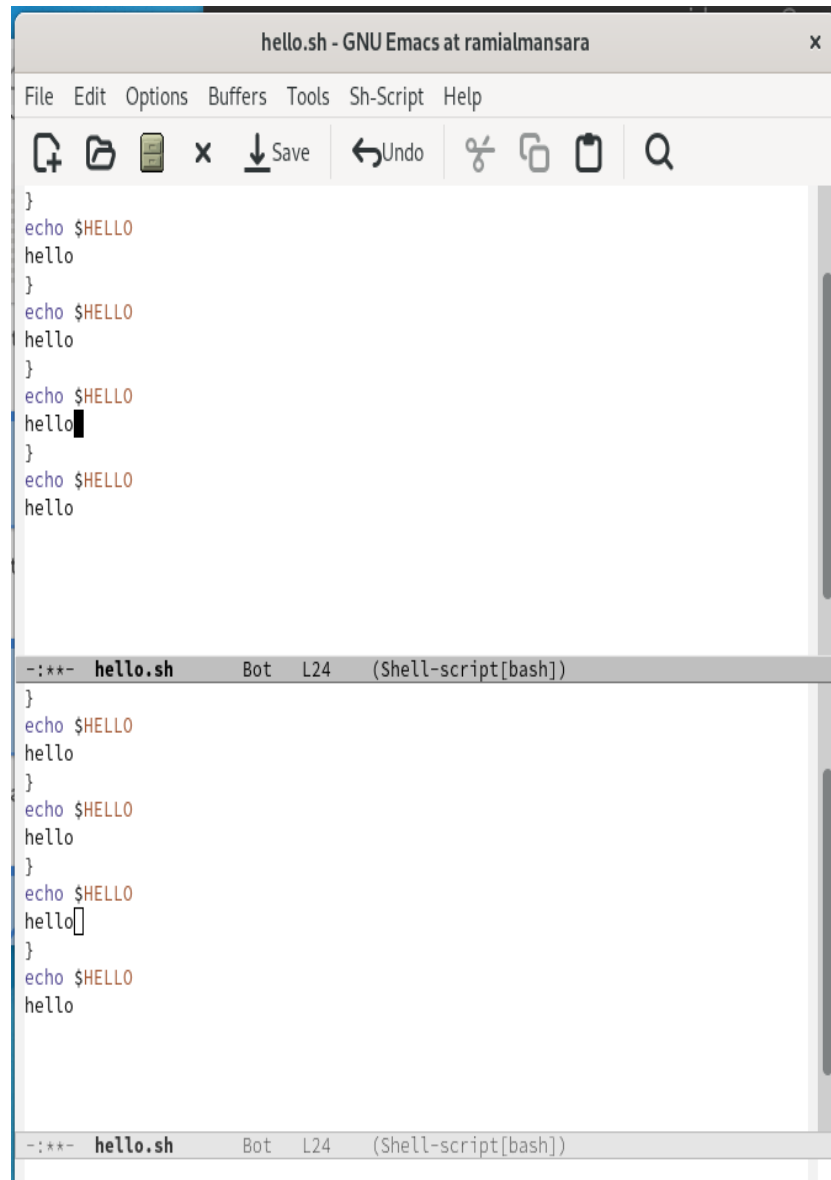 hello.sh - GNU Emacs at ramialmansara x
File Edit Options Buffers Tools Sh-Script Help
Save Undo
}
echo $HELLO
hello
}
echo $HELLO
hello
}
echo $HELLO
hello
}
echo $HELLO
hello
-:**- hello.sh Bot L24 (Shell-script[bash])
}
echo $HELLO
hello
}
echo $HELLO
hello
}
echo $HELLO
hello
}
echo $HELLO
hello
-:**- hello.sh Bot L24 (Shell-script[bash])